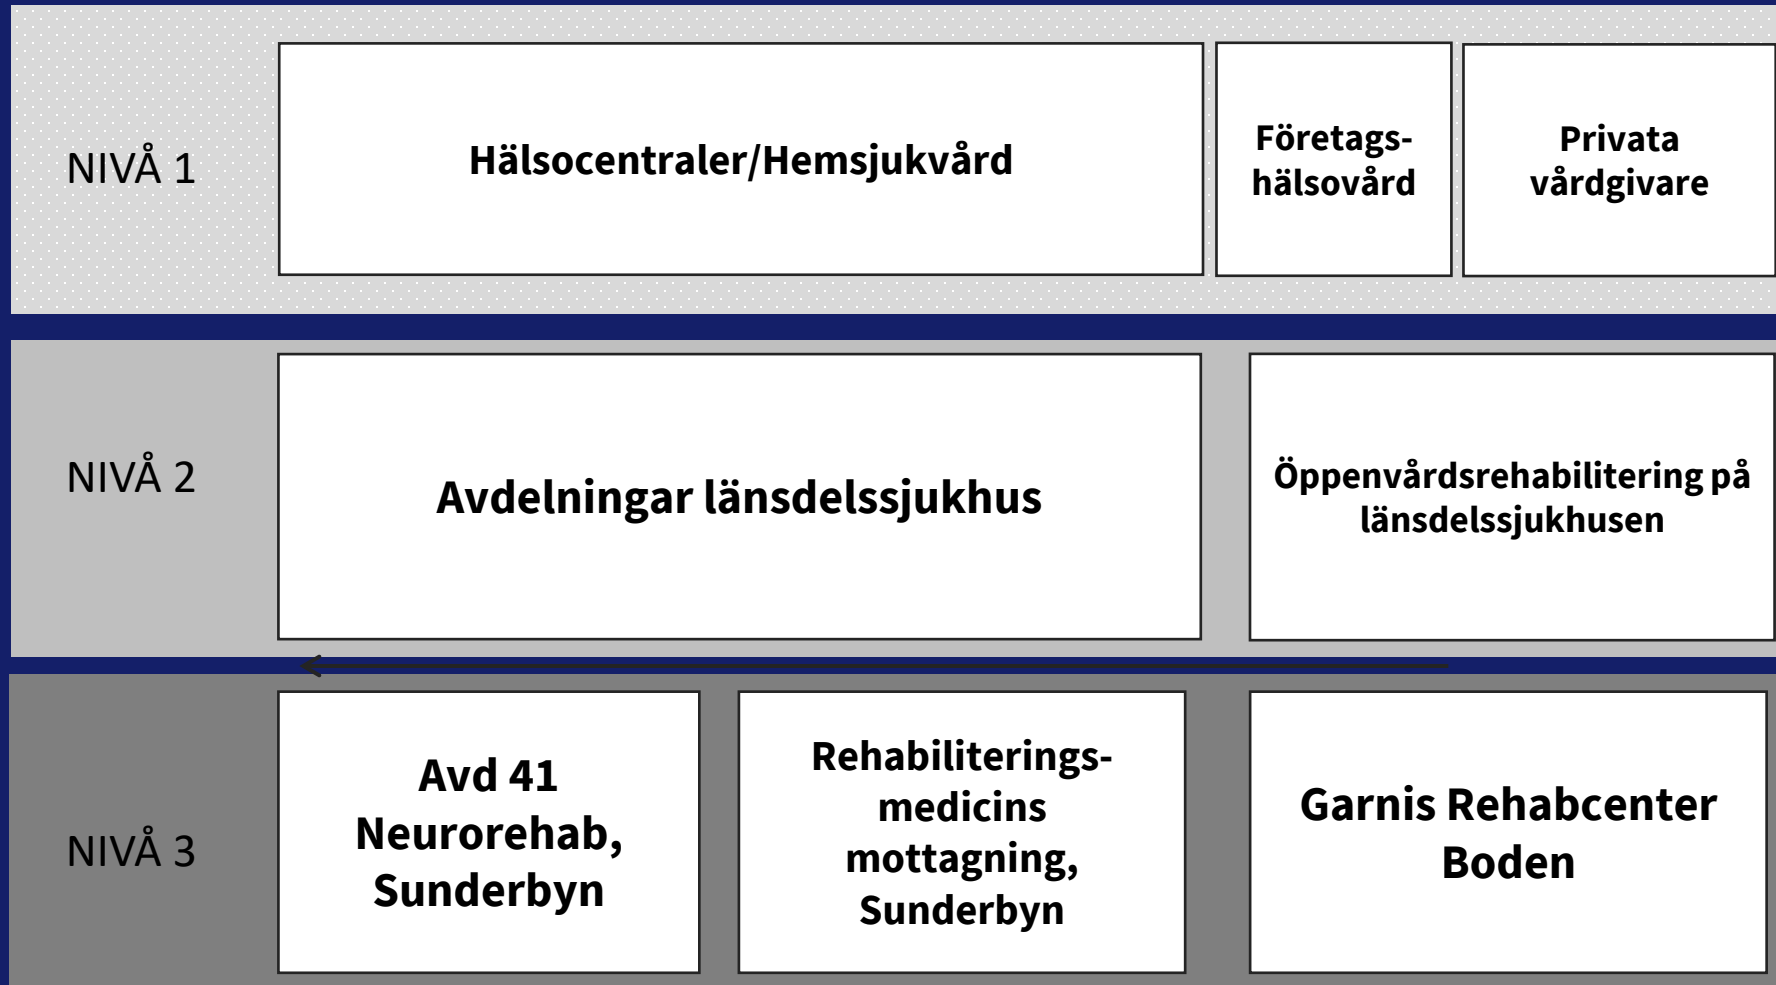 NIVÅ 1
Hälsocentraler/Hemsjukvård
Företags-
hälsovård
Privata
vårdgivare
NIVÅ 2
Avdelningar länsdelssjukhus
Öppenvårdsrehabilitering på
länsdelssjukhusen
NIVÅ 3
Avd 41
Neurorehab,
Sunderbyn
Rehabiliterings-
medicins
mottagning,
Sunderbyn
Garnis Rehabcenter
Boden